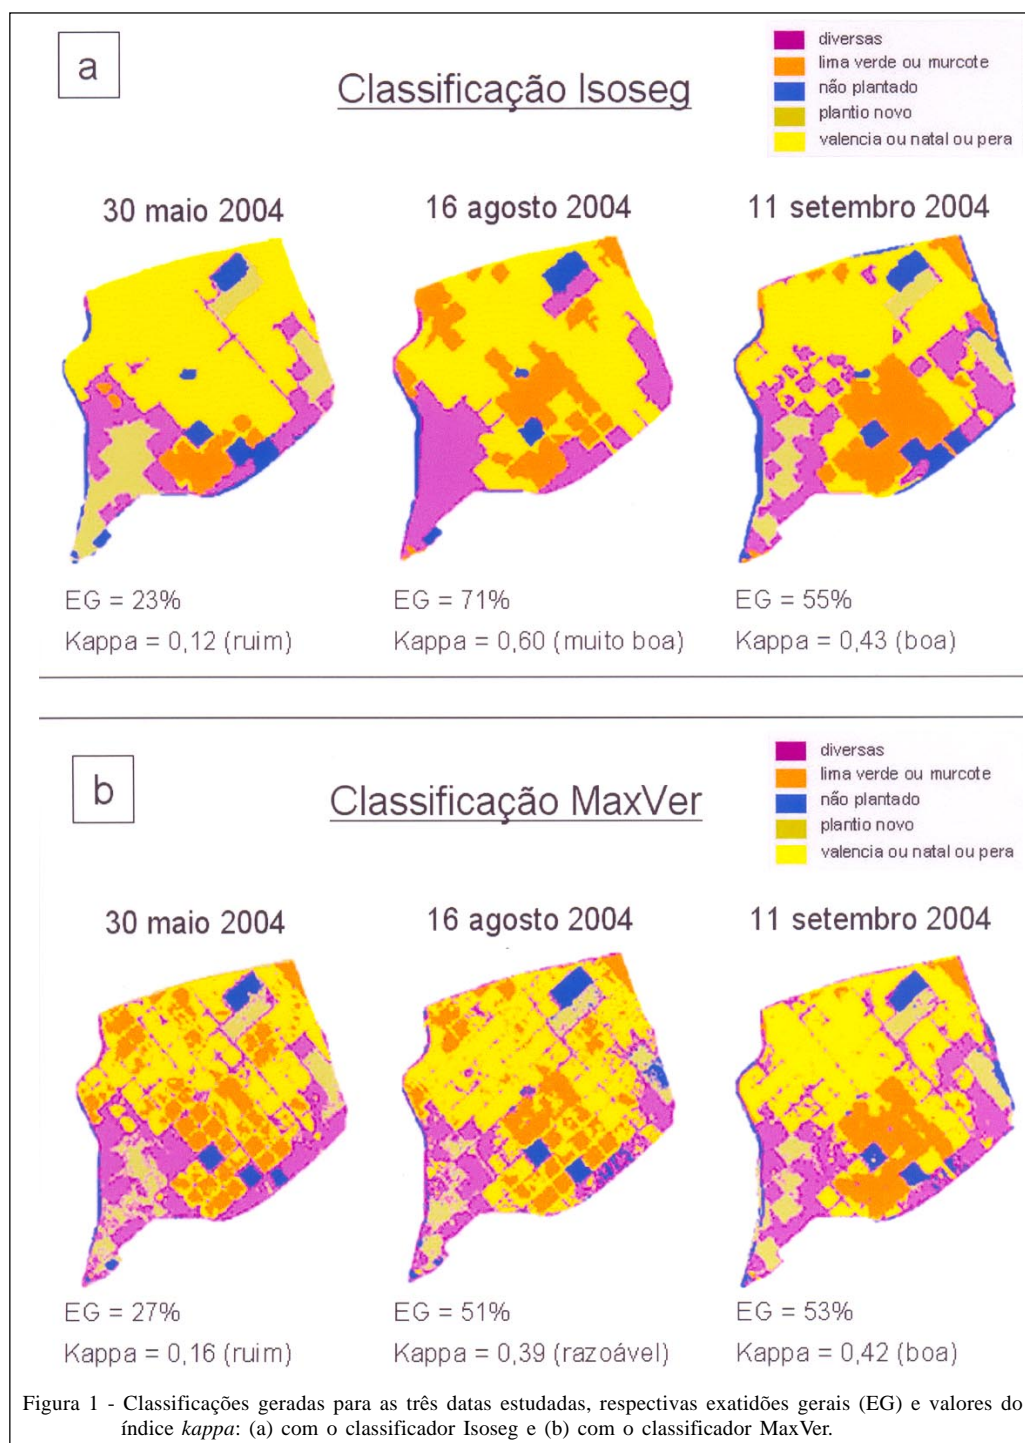 a
Classificação Isoseg
diversas
lima verde ou murcote
não plantado
plantio novo
valencia ou natal ou pera
30 maio 2004
16 agosto 2004
11 setembro 2004
EG = 23%
Kappa = 0,12 (ruim)
EG = 71%
Kappa = 0,60 (muito boa)
EG = 55%
Kappa = 0,43 (boa)
b
Classificação MaxVer
diversas
lima verde ou murcote
não plantado
plantio novo
valencia ou natal ou pera
30 maio 2004
16 agosto 2004
11 setembro 2004
EG = 27%
Kappa = 0,16 (ruim)
EG = 51%
Kappa = 0,39 (razoável)
EG = 53%
Kappa = 0,42 (boa)
Figura 1 - Classificações geradas para as três datas estudadas, respectivas exatidões gerais (EG) e valores do
índice kappa: (a) com o classificador Isoseg e (b) com o classificador MaxVer.